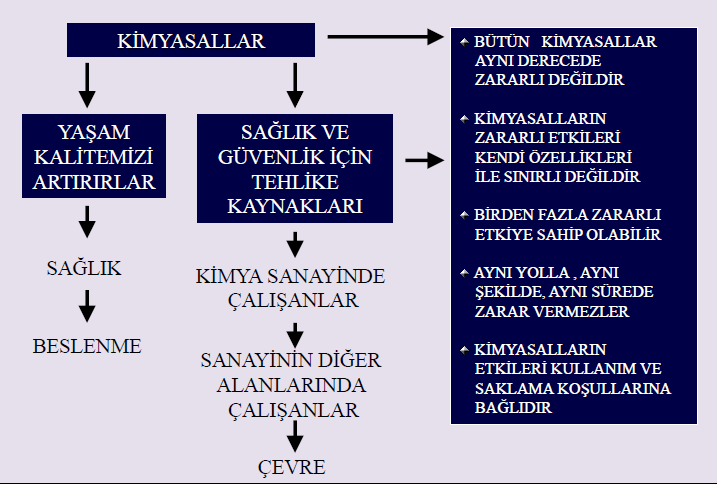 KİMYASALLAR
YAŞAM
KALİTEMİZİ
ARTIRIRLAR
SAĞLIK
BESLENME
SAĞLIK VE
GÜVENLİK İÇİN
TEHLİKE
KAYNAKLARI
KİMYA SANAYİNDE
ÇALIŞANLAR
SANAYİNİN DİĞER
ALANLARINDA
ÇALIŞANLAR
ÇEVRE
BÜTÜN KİMYASALLAR
AYNI DERECEDE
ZARARLI DEĞİLDİR
KİMYASALLARIN
ZARARLI ETKİLERİ
KENDİ ÖZELLİKLERİ
İLE SINIRLI DEĞİLDİR
BİRDEN FAZLA ZARARLI
ETKİYE SAHİP OLABİLİR
AYNI YOLLA , AYNI
ŞEKİLDE, AYNI SÜREDE
ZARAR VERMEZLER
KİMYASALLARIN
ETKİLERİ KULLANIM VE
SAKLAMA KOŞULLARINA
BAĞLIDIR